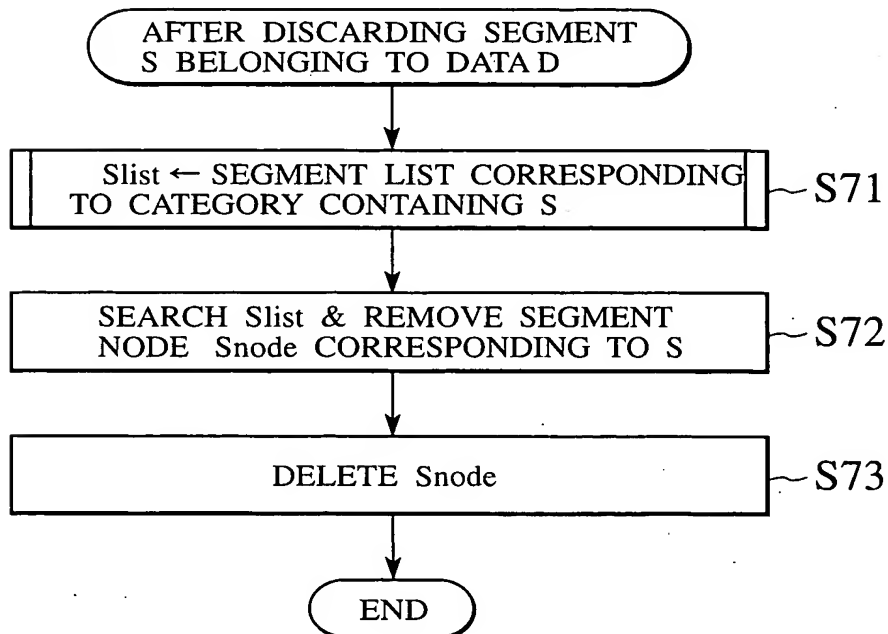 AFTER DISCARDING SEGMENT
S BELONGING TO DATA D
Slist ← SEGMENT LIST CORRESPONDING
TO CATEGORY CONTAINING S
S71
SEARCH Slist & REMOVE SEGMENT
NODE Snode CORRESPONDING TO S
S72
DELETE Snode
S73
END